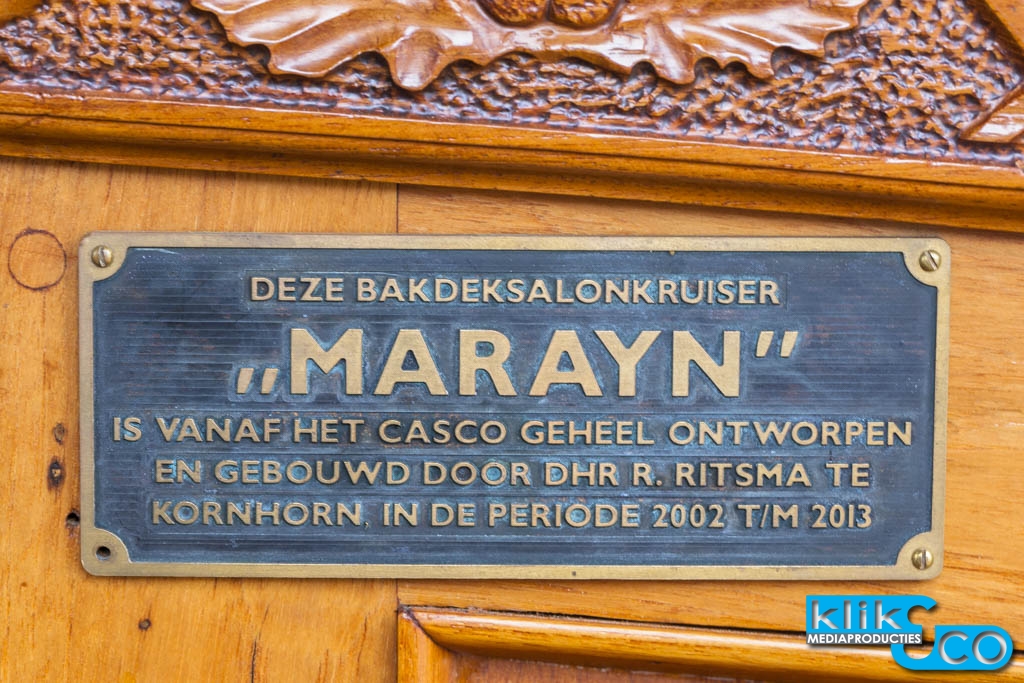 DEZE BAKDEKSALONKRUISER
„MARAYN”
IS VANAF HET CASCO GEHEEL ONTWORPEN
EN GEBOUWD DOOR DHR R. RITSMA TE
KORNHORN, IN DE PERIODE 2002 T/M 2013
klik &CO
MEDIAPRODUCTIES